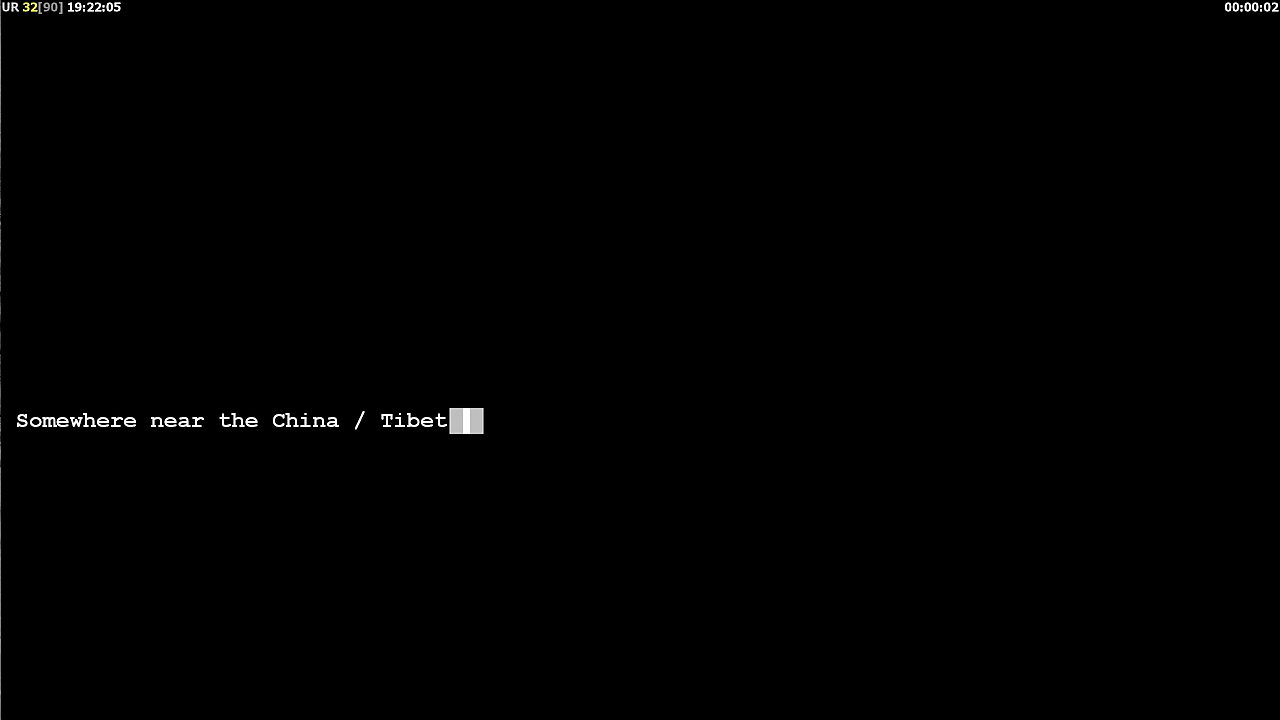 UR 32[90] 19:22:05 00:00:02
Somewhere near the China / Tibet